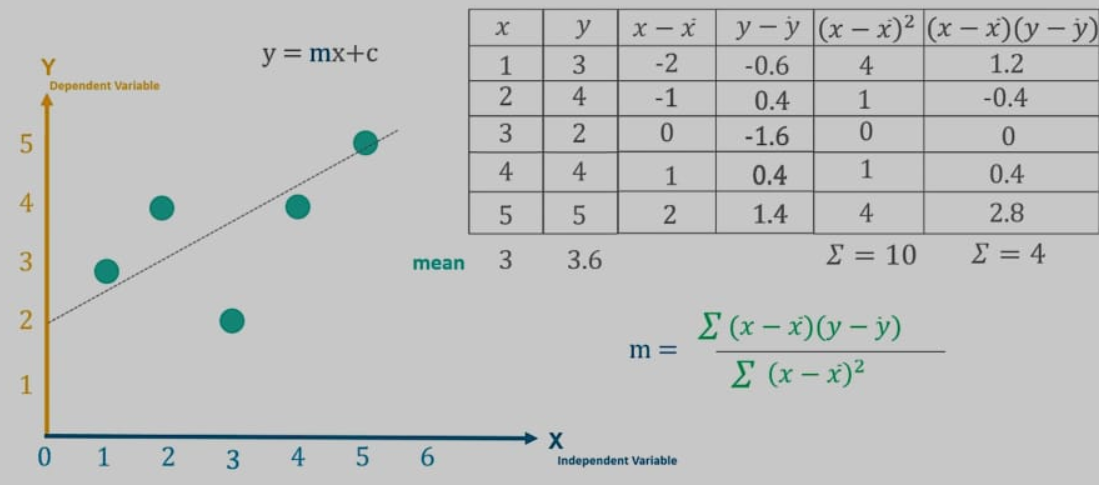 y = mx+c
Y
Dependent Variable
5
4
3
2
1
0 1 2 3 4 5 6
X
Independent Variable
x y x − ẋ y − ẏ (x − ẋ)² (x − ẋ)(y − ẏ)
1 3 -2 -0.6 4 1.2
2 4 -1 0.4 1 -0.4
3 2 0 -1.6 0 0
4 4 1 0.4 1 0.4
5 5 2 1.4 4 2.8
mean 3 3.6 Σ = 10 Σ = 4
Σ (x − ẋ)(y − ẏ)
m =
Σ (x − ẋ)²